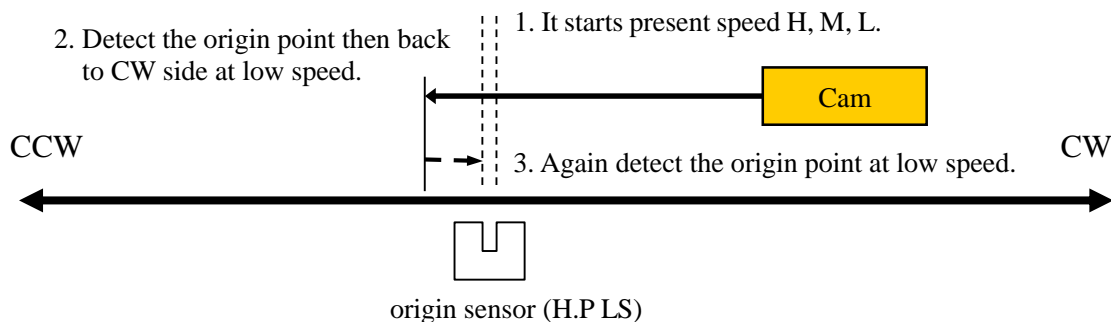 1. It starts present speed H, M, L.
2. Detect the origin point then back
to CW side at low speed.
Cam
CCW
CW
3. Again detect the origin point at low speed.
origin sensor (H.P LS)